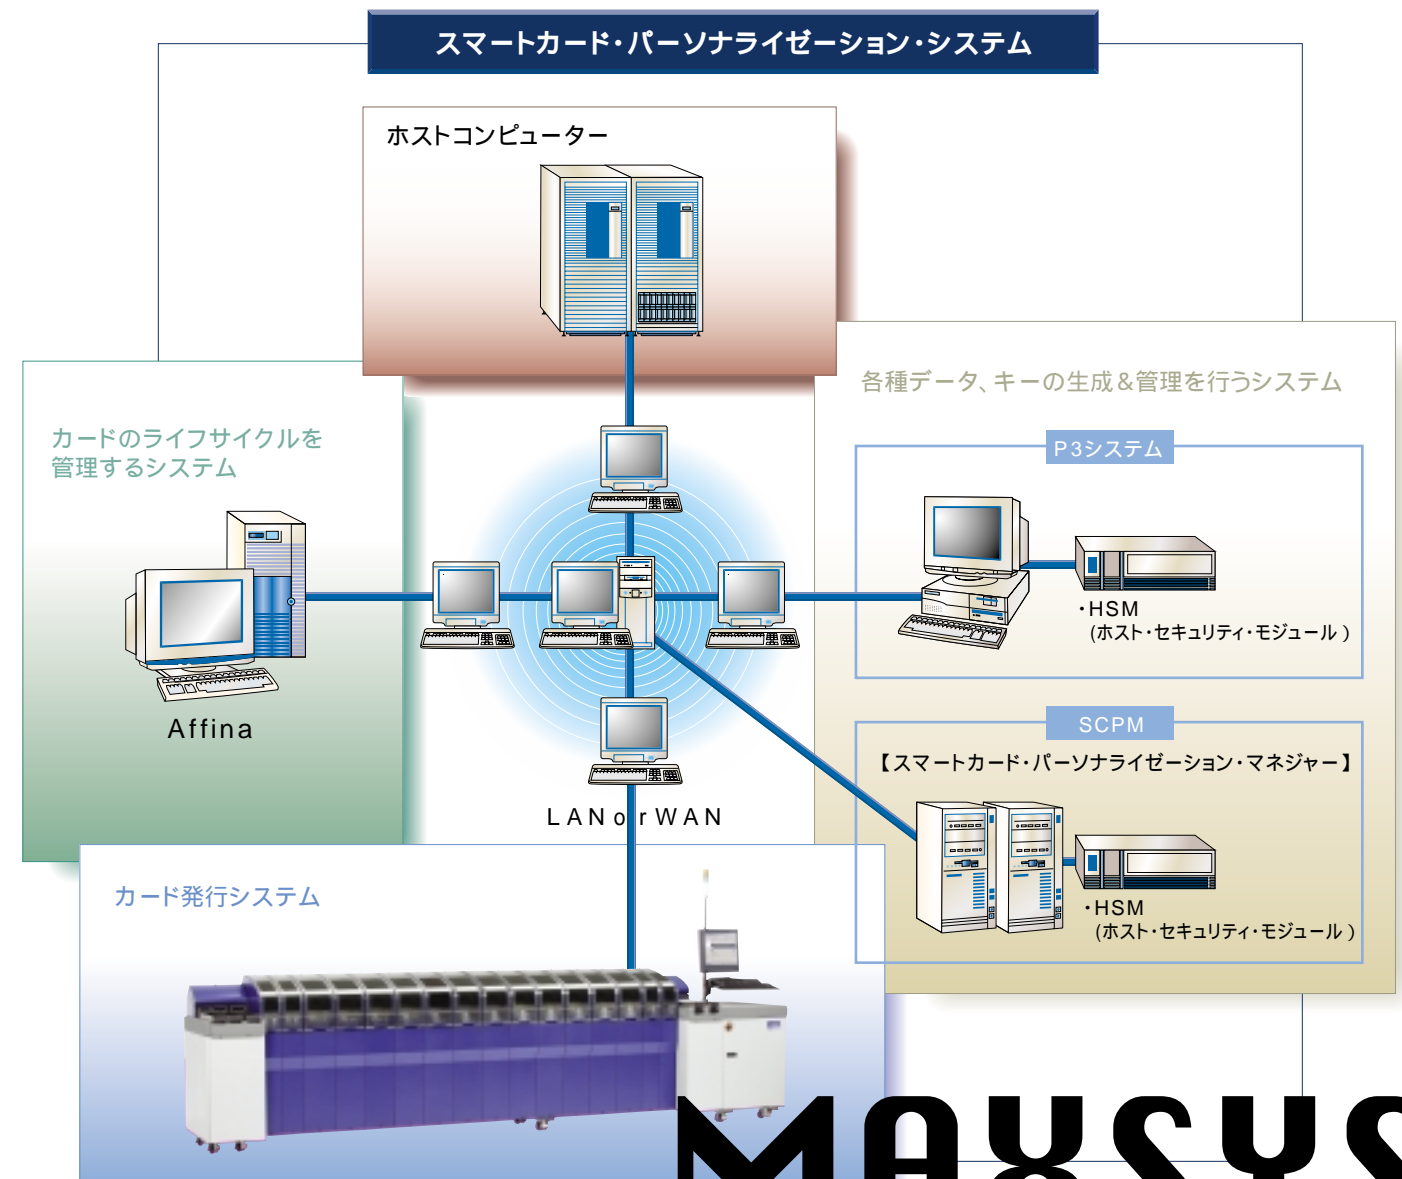 スマートカード・パーソナライゼーション・システム
ホストコンピューター
各種データ、キーの生成&管理を行うシステム
カードのライフサイクルを
管理するシステム
P3システム
・HSM
(ホスト・セキュリティ・モジュール)
Affina
SCPM
【スマートカード・パーソナライゼーション・マネジャー】
LAN or WAN
・HSM
(ホスト・セキュリティ・モジュール)
カード発行システム
MAXSYS